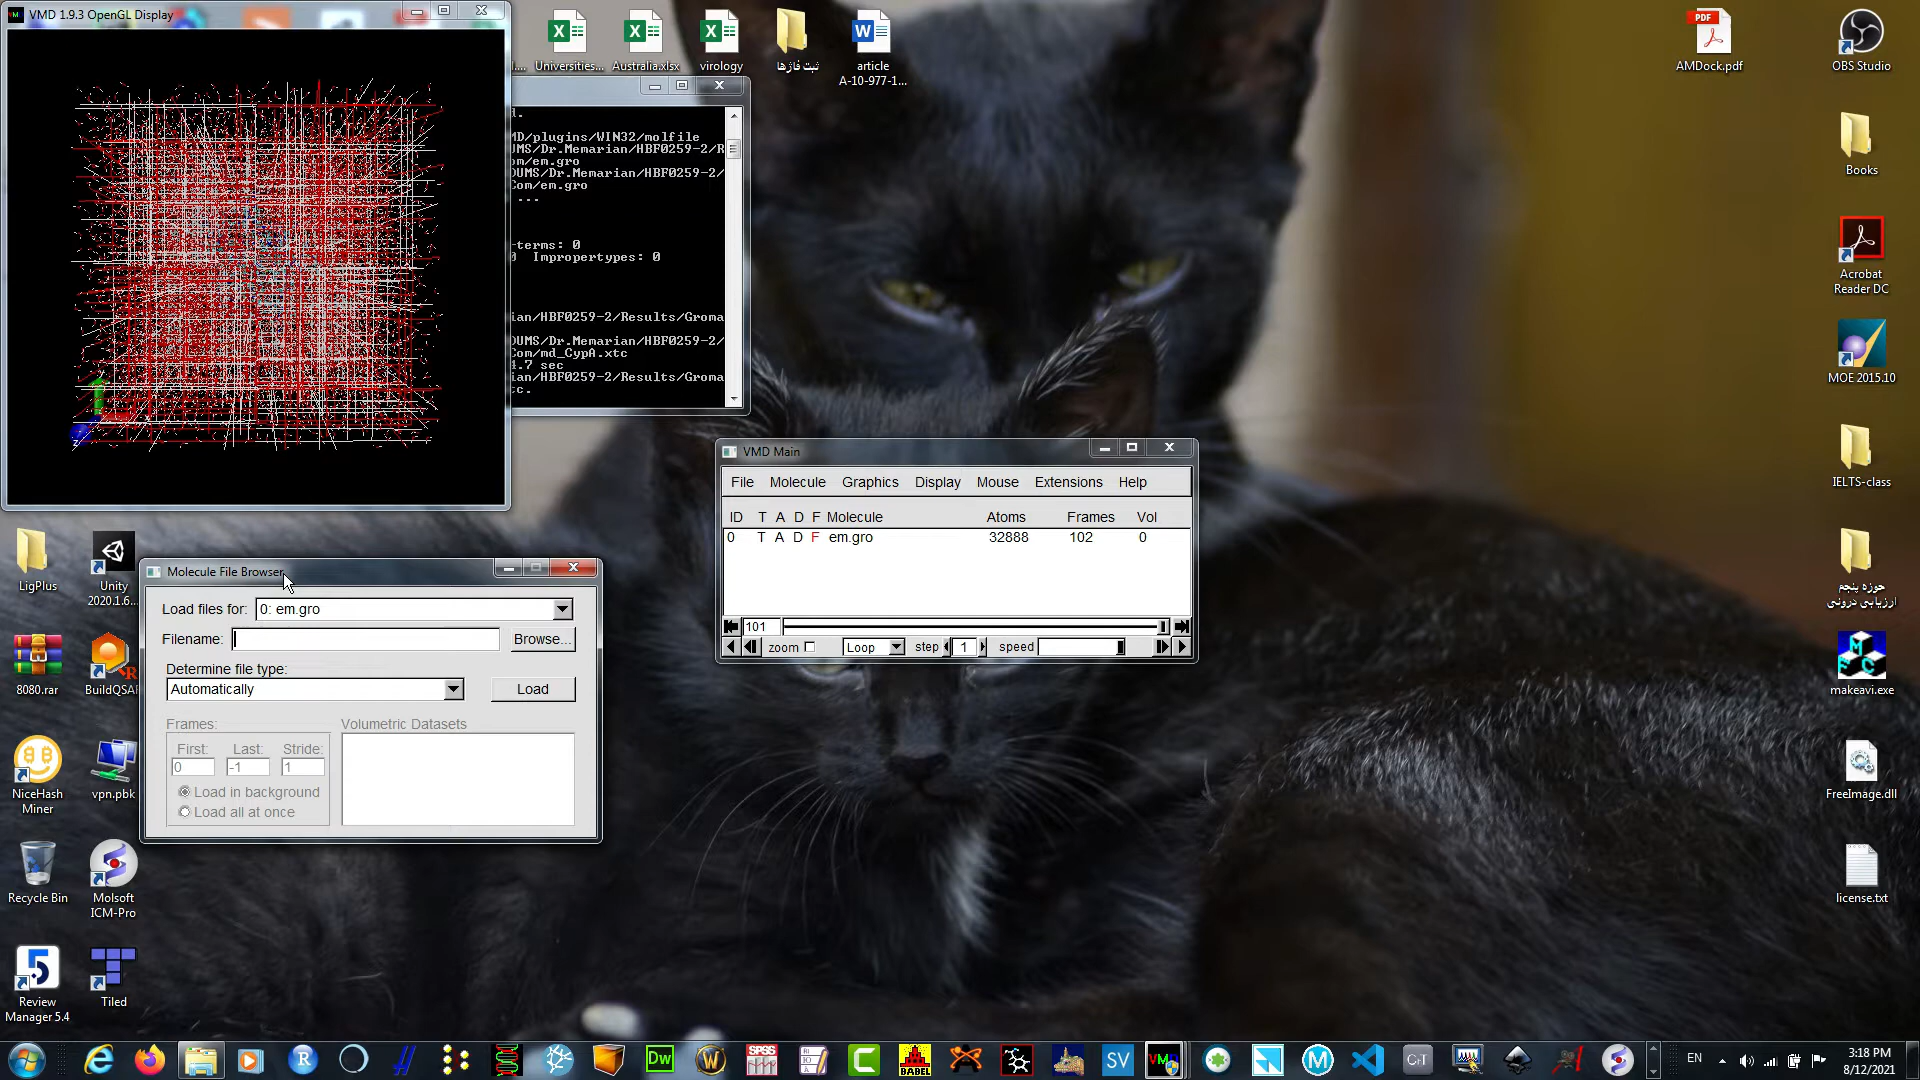 VMD 1.9.3 OpenGL Display
Universities...
Australia.xlsx
virology
ثبت فاژها
article
A-10-977-1...
AMDock.pdf
OBS Studio
Books
Acrobat
Reader DC
MOE 2015.10
IELTS-class
حوزه پنجم
ارزیابی درونی
makeavi.exe
FreeImage.dll
license.txt
MD/plugins/WIN32/molfile
UMS/Dr.Memarian/HBF0259-2/R
om/em.gro
DUMS/Dr.Memarian/HBF0259-2/
Com/em.gro
...
-terms: 0
0 Impropertypes: 0
ian/HBF0259-2/Results/Groma
DUMS/Dr.Memarian/HBF0259-2/
Com/md_CypA.xtc
4.7 sec
ian/HBF0259-2/Results/Groma
tc.
VMD Main
File Molecule Graphics Display Mouse Extensions Help
ID T A D F Molecule Atoms Frames Vol
0 T A D F em.gro 32888 102 0
101
zoom Loop step 1 speed
LigPlus
Unity
2020.1.6...
8080.rar
BuildQSAR
NiceHash
Miner
vpn.pbk
Recycle Bin
Molsoft
ICM-Pro
Review
Manager 5.4
Tiled
Molecule File Browser
Load files for: 0: em.gro
Filename: Browse...
Determine file type:
Automatically Load
Frames: Volumetric Datasets
First: Last: Stride:
0 -1 1
Load in background
Load all at once
EN
3:18 PM
8/12/2021